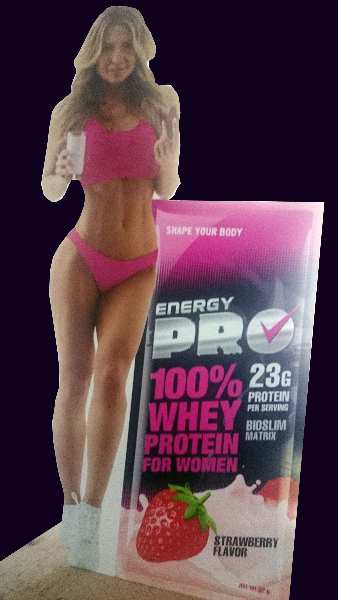 SHAPE YOUR BODY
ENERGY
PRO
100%
WHEY
PROTEIN
FOR WOMEN
23G
PROTEIN
PER SERVING
BIOSLIM
MATRIX
STRAWBERRY
FLAVOR